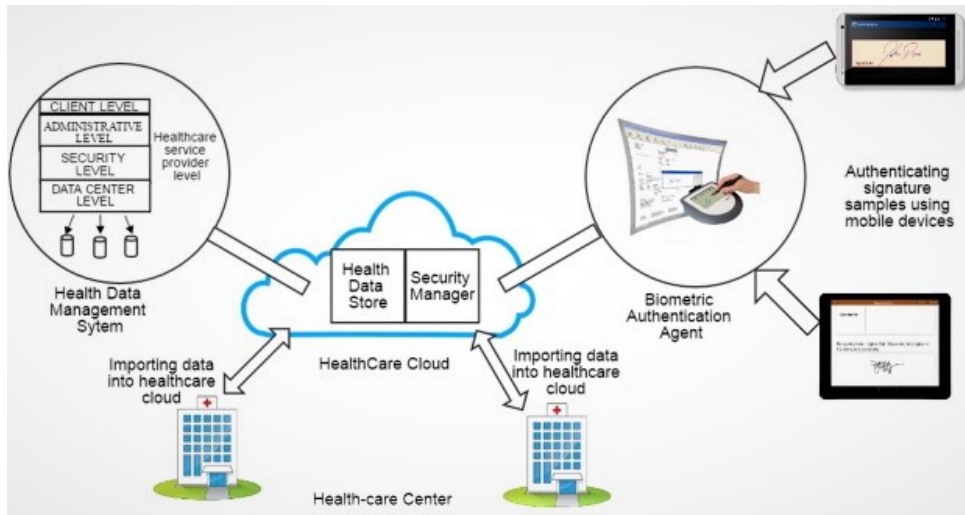 CLIENT LEVEL
ADMINISTRATIVE
LEVEL
SECURITY
LEVEL
DATA CENTER
LEVEL
Healthcare
service
provider
level
Health Data
Management
Sytem
Health
Data
Store
Security
Manager
HealthCare Cloud
Biometric
Authentication
Agent
Authenticating
signature
samples using
mobile devices
Importing data
into healthcare
cloud
Importing data
into healthcare
cloud
Health-care Center